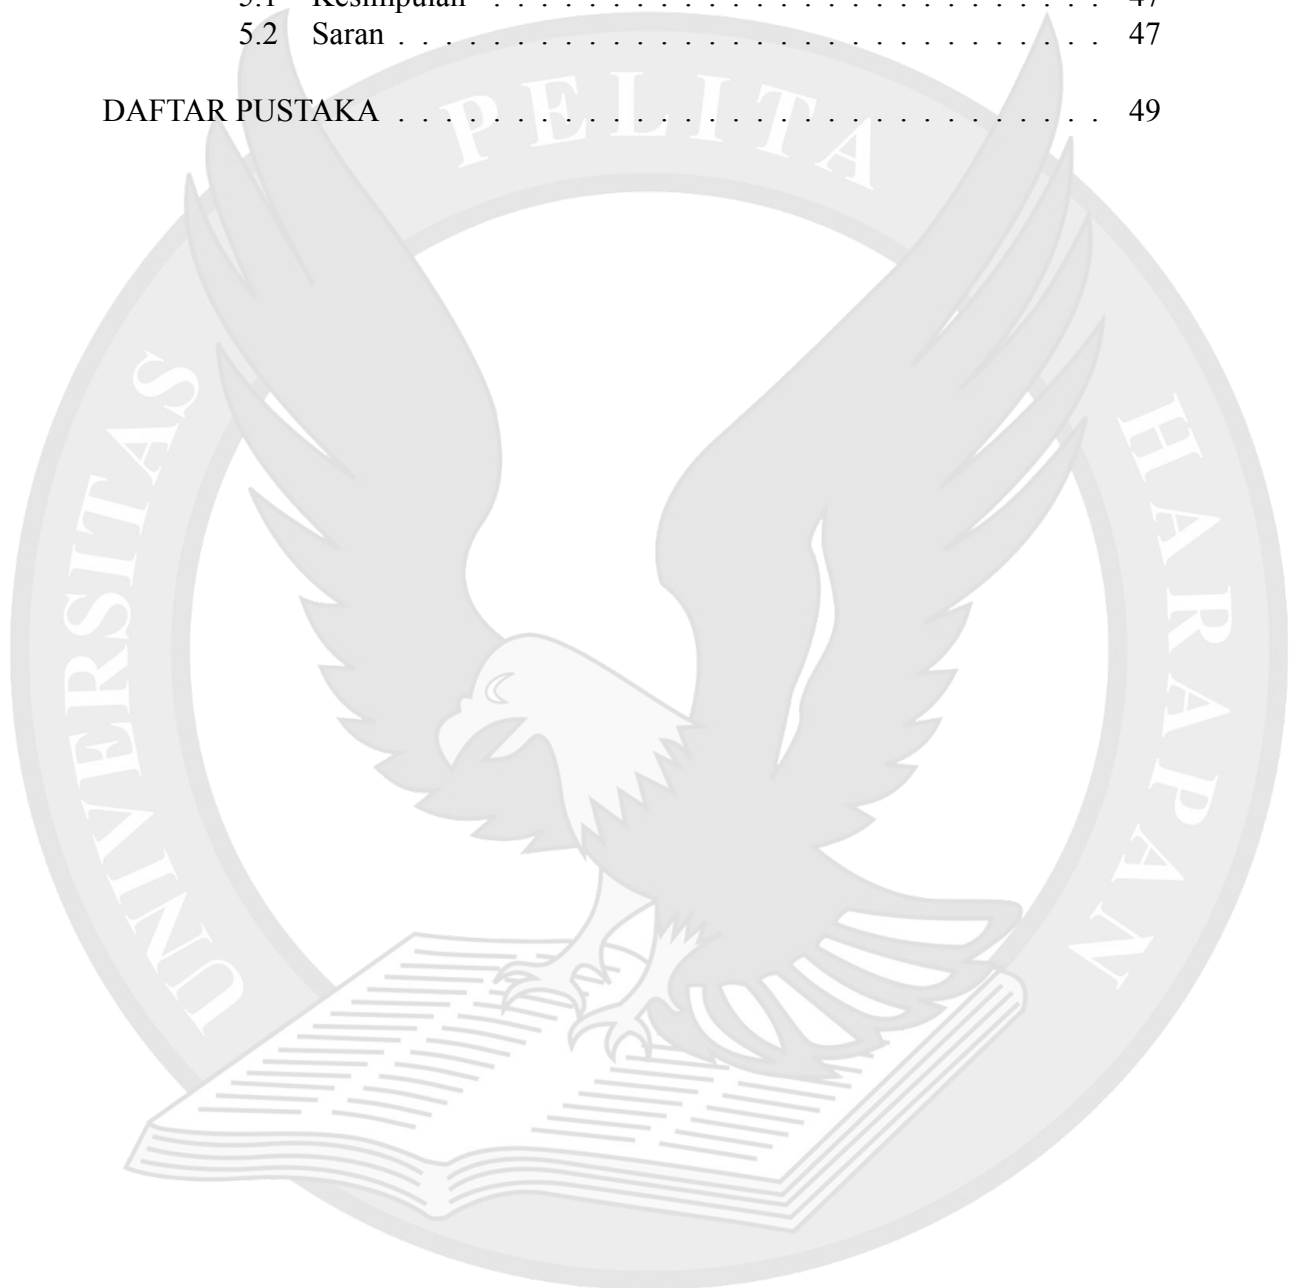 5.1 Kesimpulan . . . . . . . . . . . . . . . . . . . . . . . . . . . . 47
5.2 Saran . . . . . . . . . . . . . . . . . . . . . . . . . . . . . . . 47
DAFTAR PUSTAKA . . . . . . . . . . . . . . . . . . . . . . . . . . . . . . 49
UNIVERSITAS PELITA HARAPAN